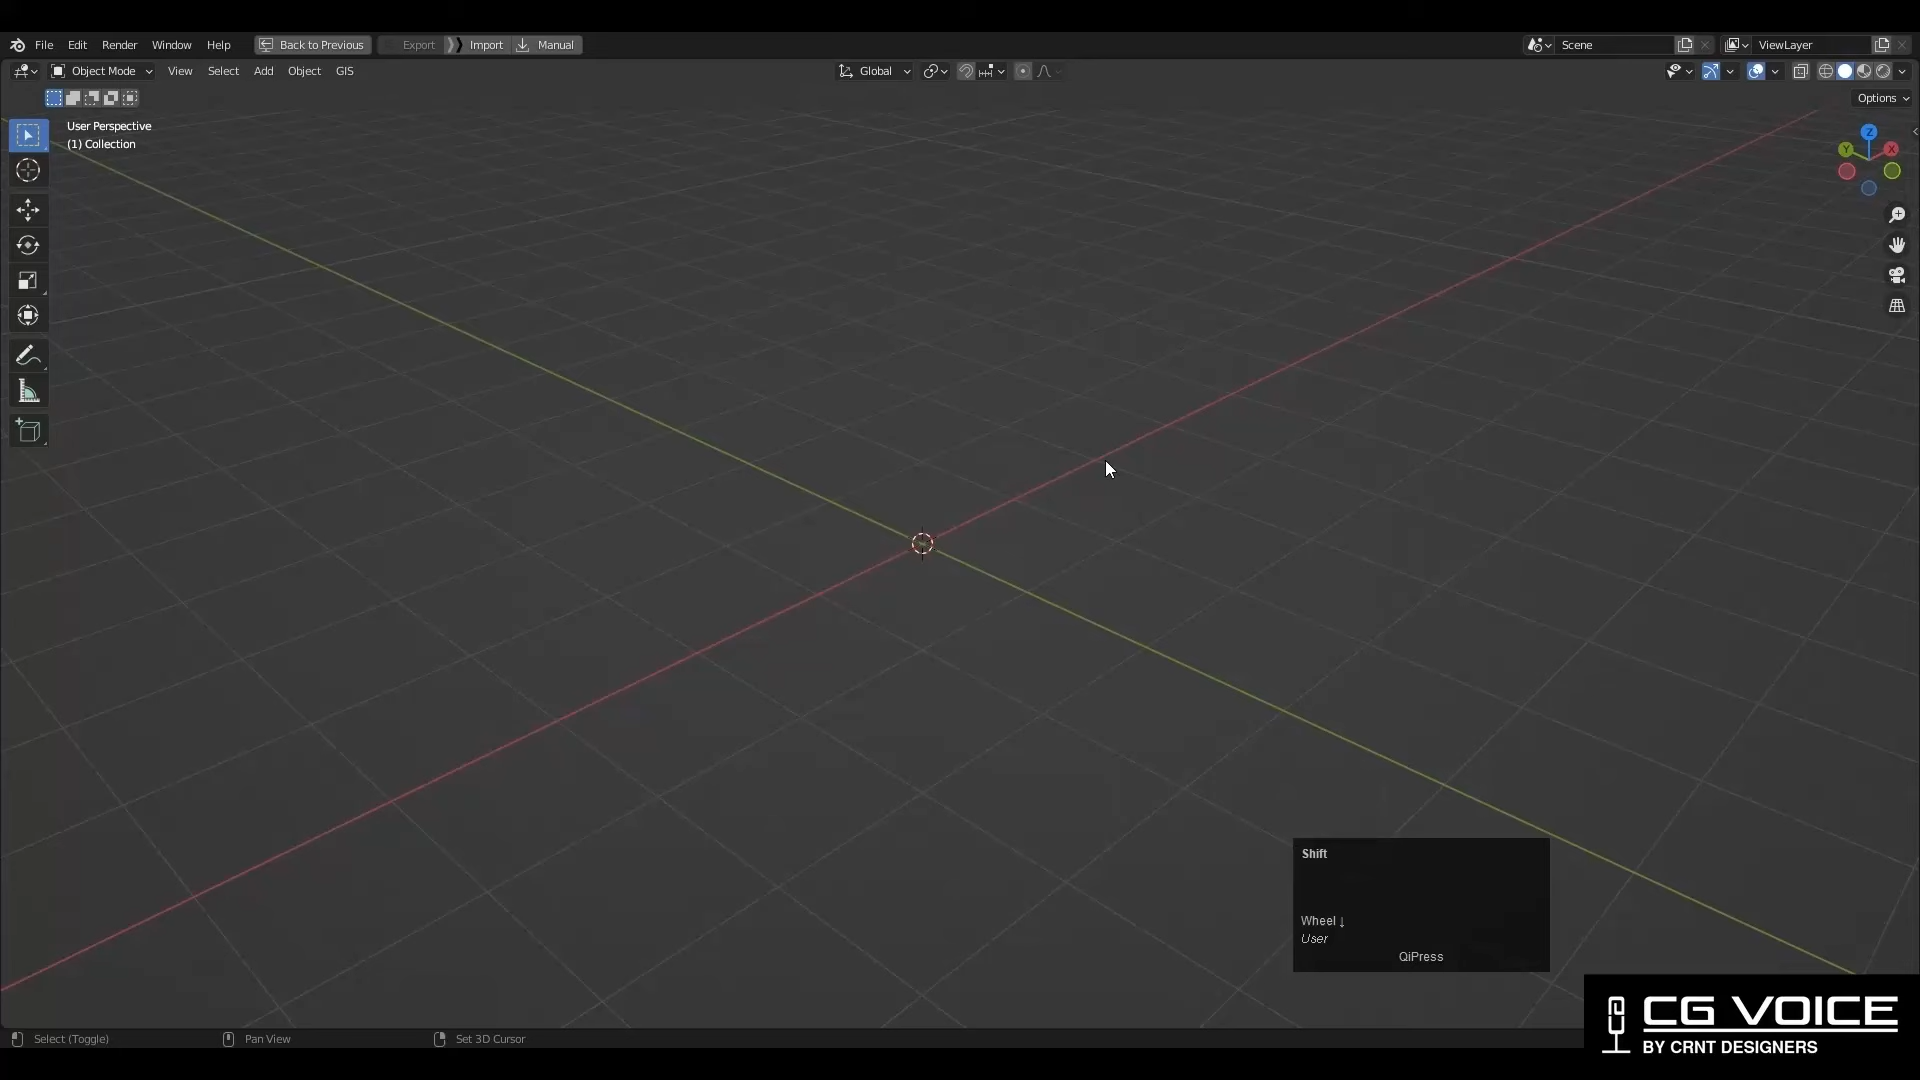 File Edit Render Window Help Back to Previous Export Import Manual Scene ViewLayer
Object Mode View Select Add Object GIS Global
Options
User Perspective
(1) Collection
Z
Y X
Shift
Wheel ↓
User
QiPress
CG VOICE
BY CRNT DESIGNERS
Select (Toggle) Pan View Set 3D Cursor